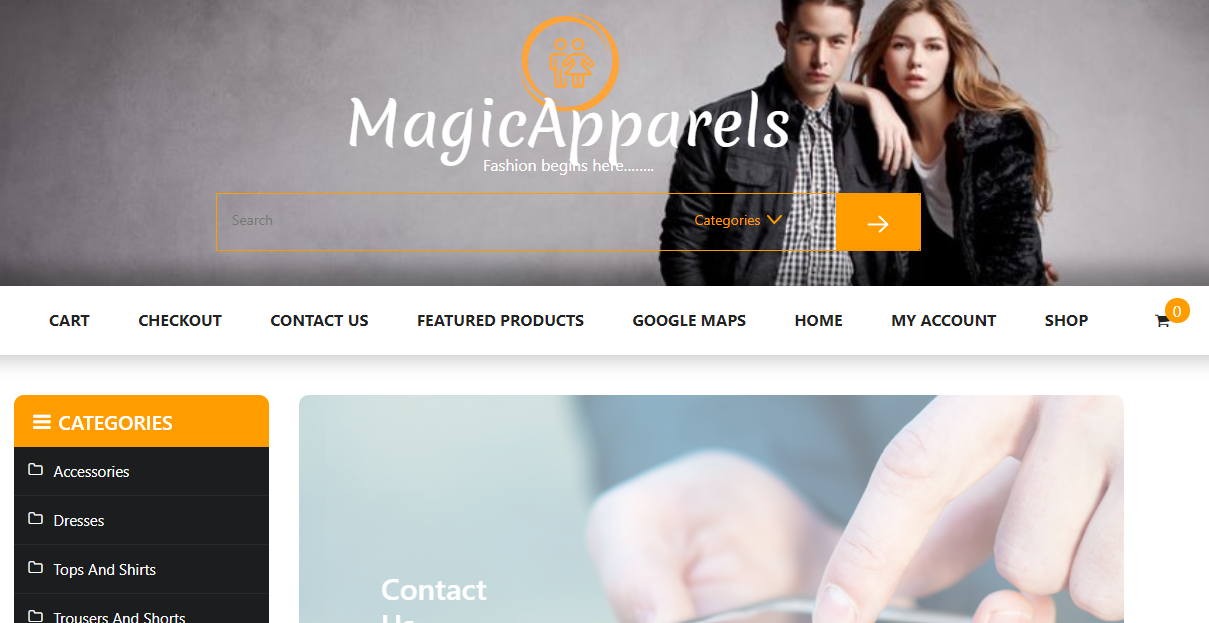 MagicApparels
Fashion begins here........
Search
Categories
CART CHECKOUT CONTACT US FEATURED PRODUCTS GOOGLE MAPS HOME MY ACCOUNT SHOP 0
CATEGORIES
Accessories
Dresses
Tops And Shirts
Trousers And Shorts
Contact
Us